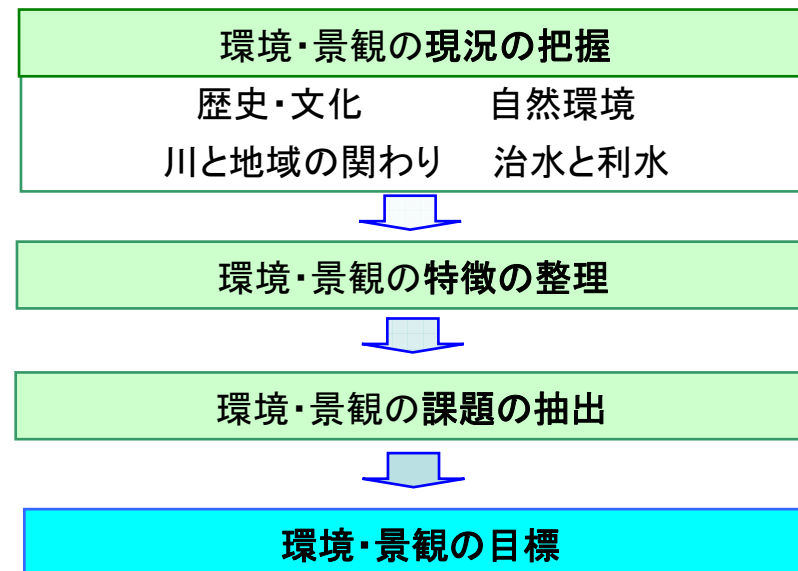 環境・景観の現況の把握
歴史・文化 自然環境
川と地域の関わり 治水と利水
環境・景観の特徴の整理
環境・景観の課題の抽出
環境・景観の目標